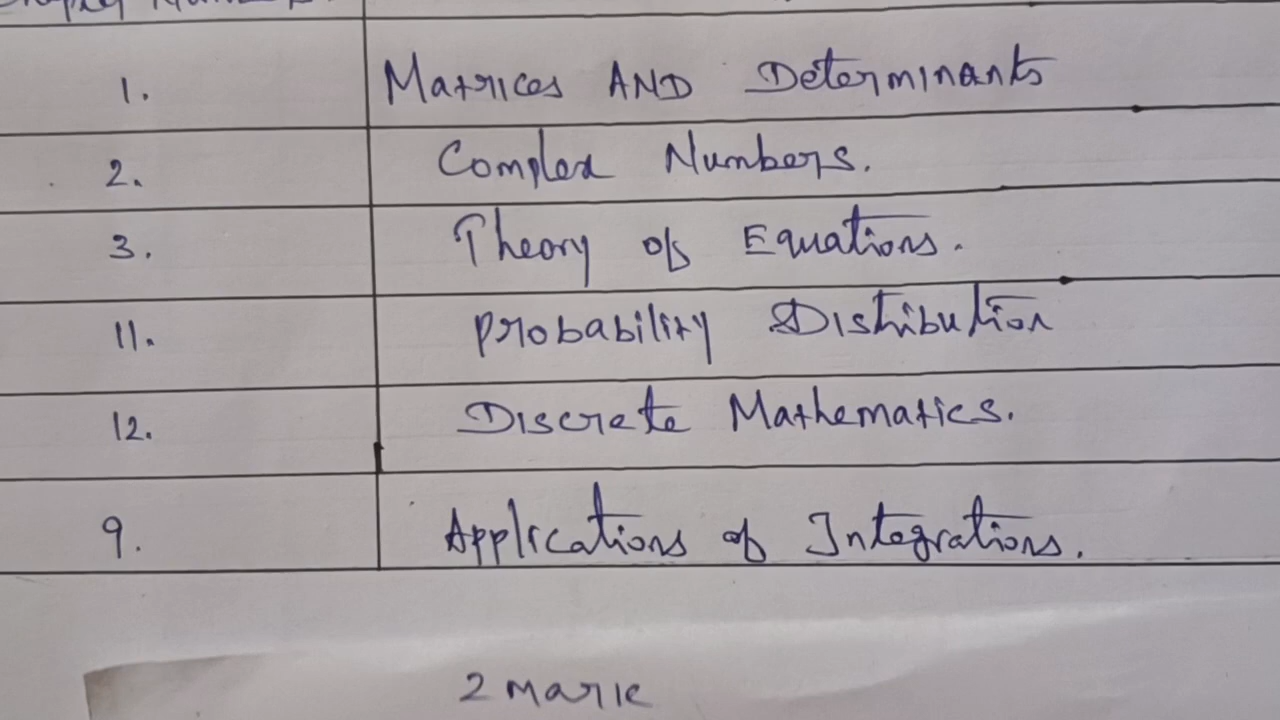 1. Matrices AND Determinants
2. Complex Numbers.
3. Theory of Equations.
11. Probability Distribution
12. Discrete Mathematics.
9. Applications of Integrations.
2 Mark